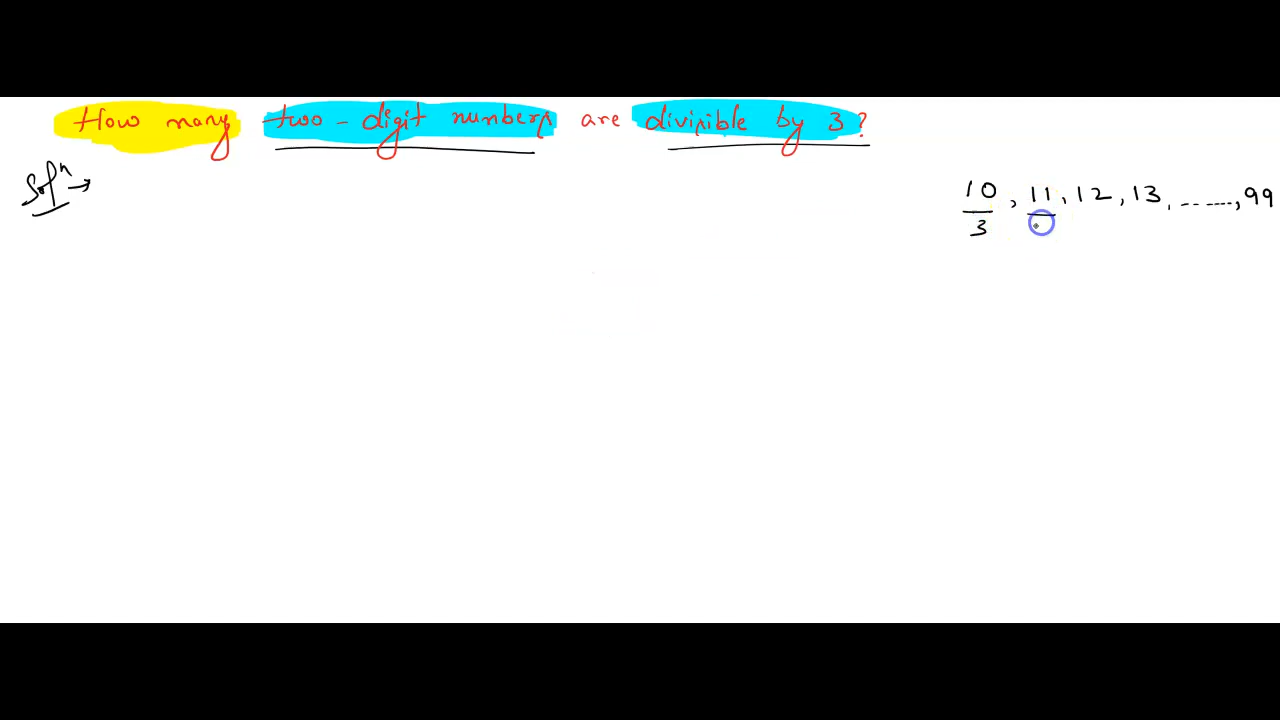 How many two-digit numbers are divisible by 3?
Solⁿ→
10/3, 11, 12, 13, ......, 99